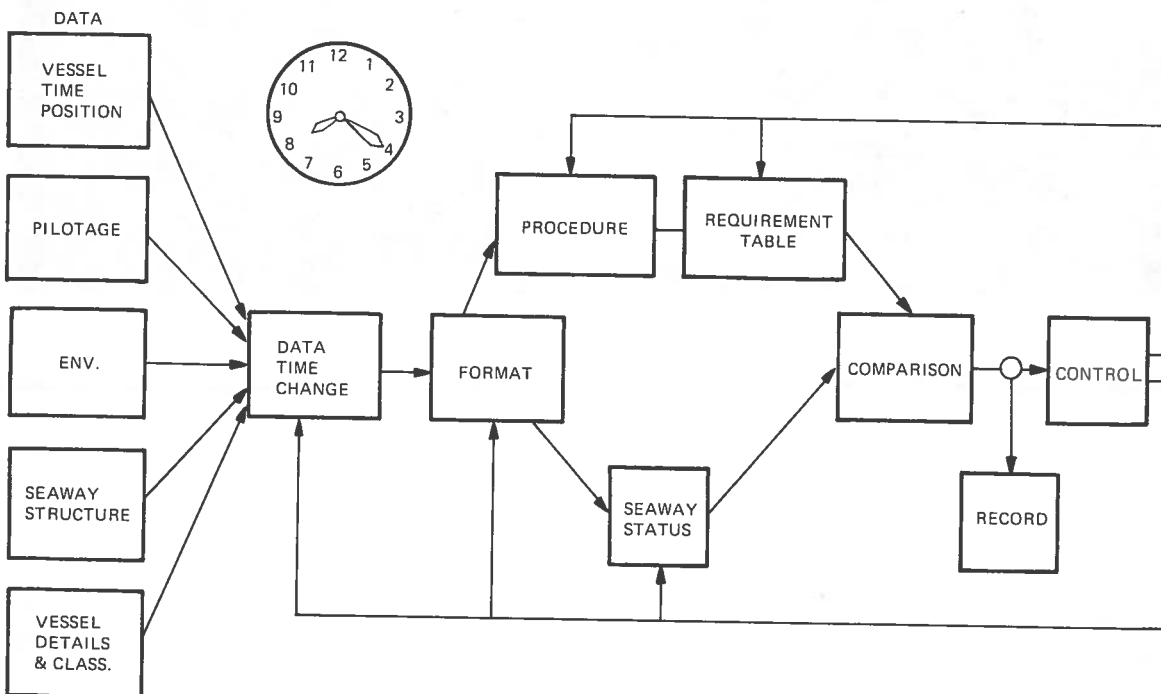 DATA
VESSEL
TIME
POSITION
PILOTAGE
ENV.
SEAWAY
STRUCTURE
VESSEL
DETAILS
& CLASS.
12
11
1
10
2
9
3
8
4
7
5
6
DATA
TIME
CHANGE
FORMAT
PROCEDURE
REQUIREMENT
TABLE
SEAWAY
STATUS
COMPARISON
CONTROL
RECORD